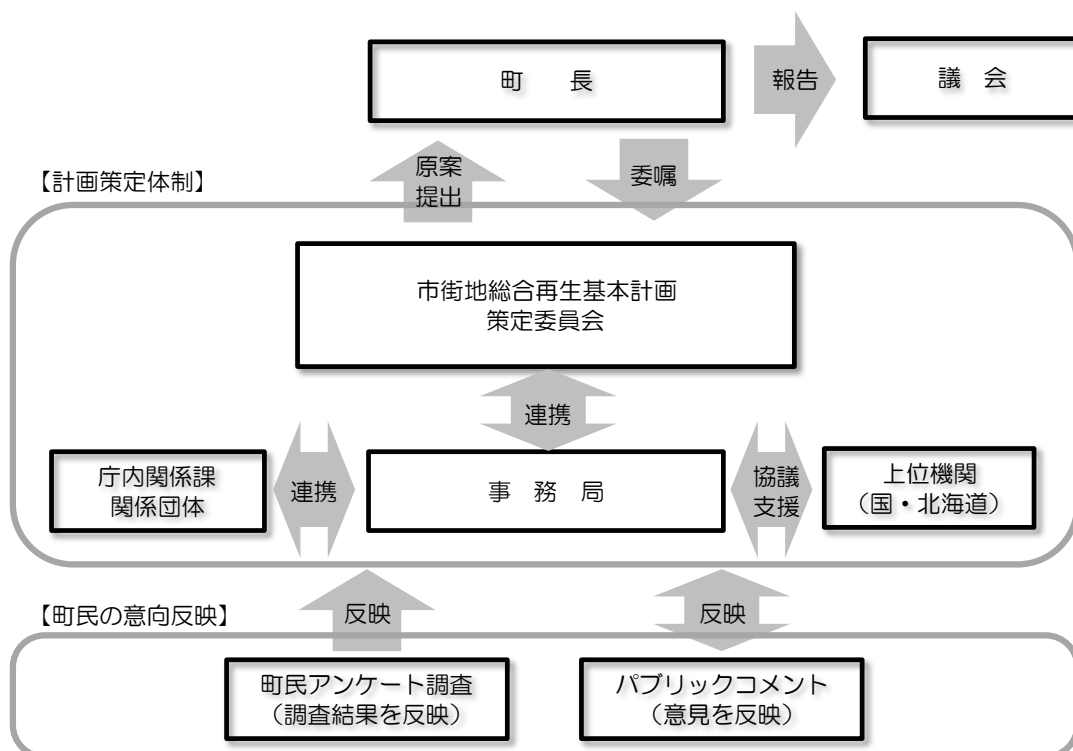 町　長
報告
議　会
原案
提出
委嘱
【計画策定体制】
市街地総合再生基本計画
策定委員会
連携
庁内関係課
関係団体
連携
事　務　局
協議
支援
上位機関
（国・北海道）
【町民の意向反映】
反映
反映
町民アンケート調査
（調査結果を反映）
パブリックコメント
（意見を反映）